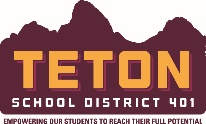 TETON
SCHOOL DISTRICT 401
EMPOWERING OUR STUDENTS TO REACH THEIR FULL POTENTIAL